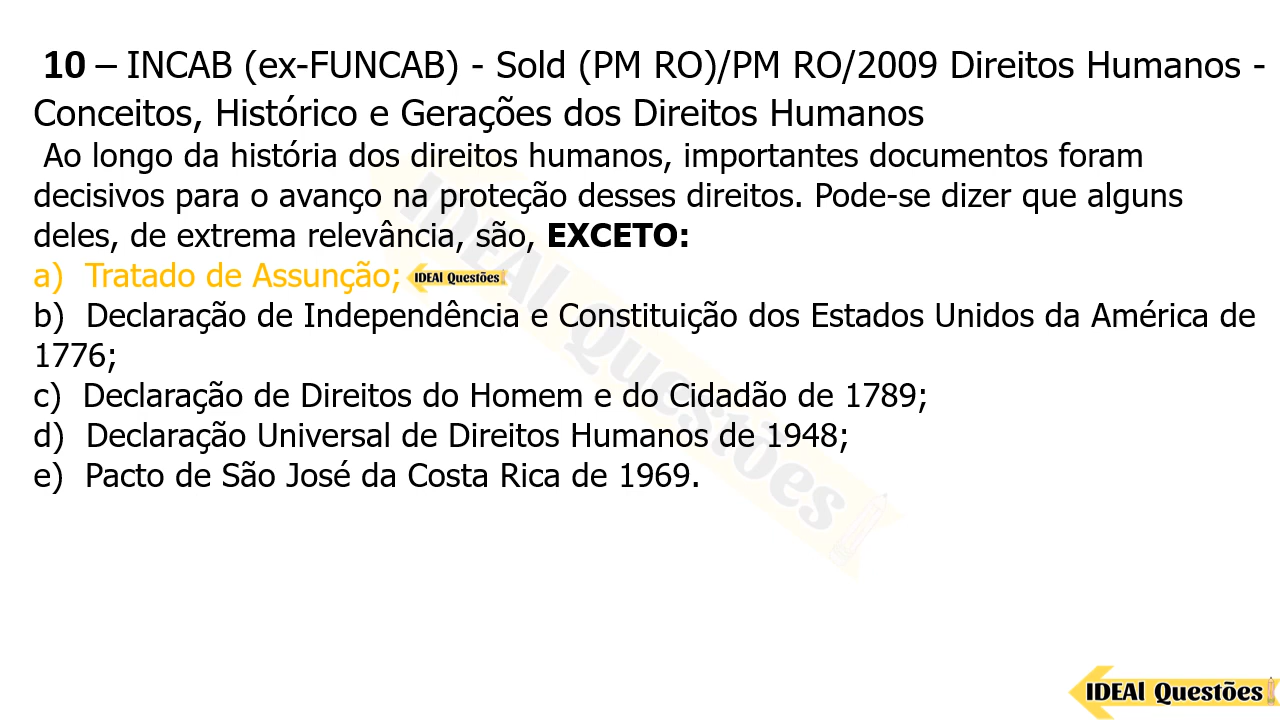 10 – INCAB (ex-FUNCAB) - Sold (PM RO)/PM RO/2009 Direitos Humanos -
Conceitos, Histórico e Gerações dos Direitos Humanos
Ao longo da história dos direitos humanos, importantes documentos foram
decisivos para o avanço na proteção desses direitos. Pode-se dizer que alguns
deles, de extrema relevância, são, EXCETO:
a) Tratado de Assunção; IDEAl Questões
b) Declaração de Independência e Constituição dos Estados Unidos da América de
1776;
c) Declaração de Direitos do Homem e do Cidadão de 1789;
d) Declaração Universal de Direitos Humanos de 1948;
e) Pacto de São José da Costa Rica de 1969.
IDEAl Questões
IDEAl Questões